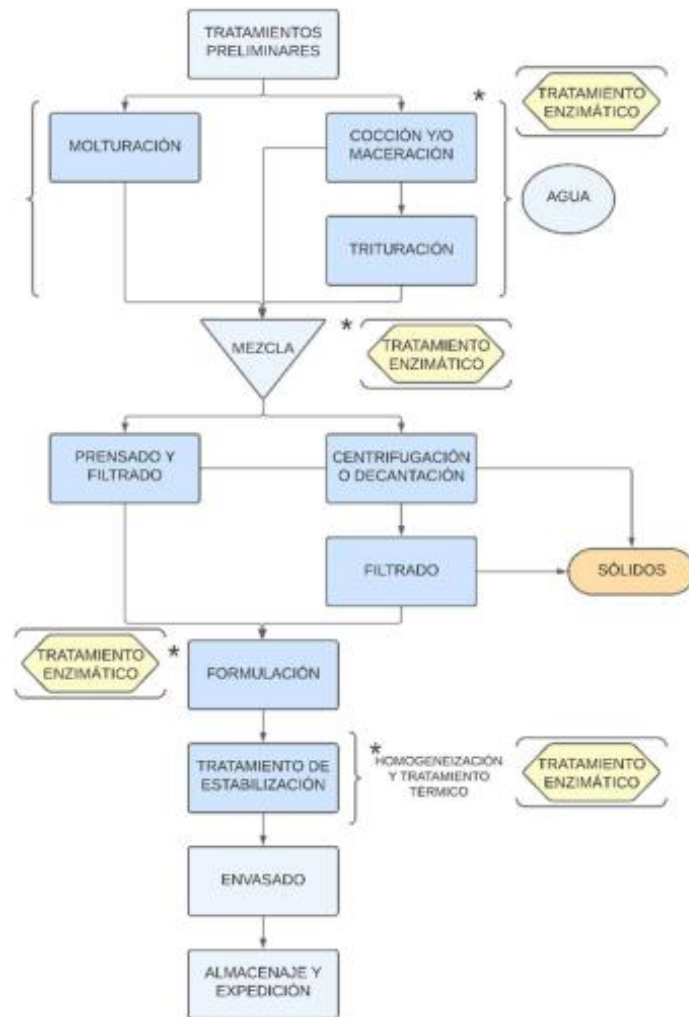 TRATAMIENTOS
PRELIMINARES
MOLTURACIÓN
COCCIÓN Y/O
MACERACIÓN
*
TRATAMIENTO
ENZIMÁTICO
AGUA
TRITURACIÓN
MEZCLA
*
TRATAMIENTO
ENZIMÁTICO
PRENSADO Y
FILTRADO
CENTRIFUGACIÓN
O DECANTACIÓN
FILTRADO
SÓLIDOS
TRATAMIENTO
ENZIMÁTICO
*
FORMULACIÓN
TRATAMIENTO DE
ESTABILIZACIÓN
*
HOMOGENEIZACIÓN
Y TRATAMIENTO
TÉRMICO
TRATAMIENTO
ENZIMÁTICO
ENVASADO
ALMACENAJE Y
EXPEDICIÓN